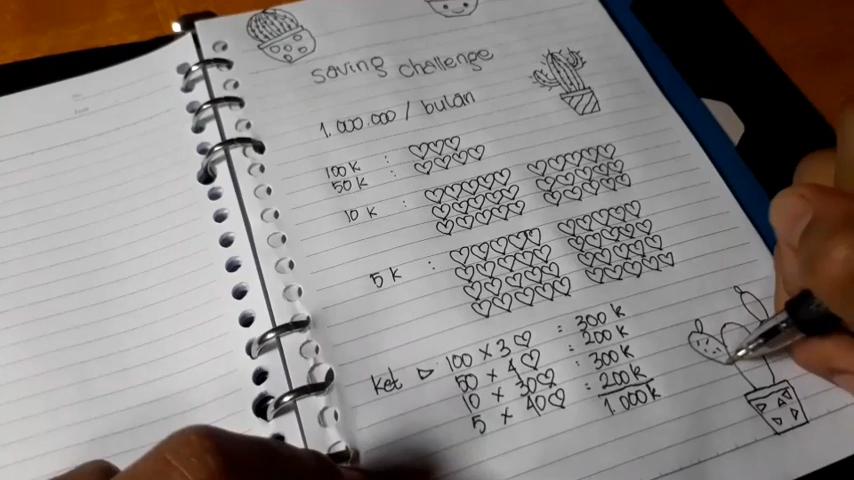 saving challenge
1.000.000 / bulan
100 K : ♡♡♡
50 K : ♡♡♡♡
10 K :
5 K :
Ket ▷ 100 x 3 ♡ : 300 k
50 x 4 ♡ : 200 k
10 x 30♡ : 300 k
5 x 40♡ : 200 k
1.000k